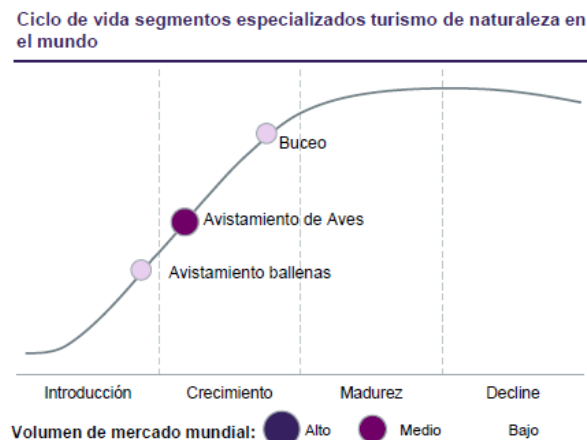 Ciclo de vida segmentos especializados turismo de naturaleza en
el mundo
Buceo
Avistamiento de Aves
Avistamiento ballenas
Introducción Crecimiento Madurez Decline
Volumen de mercado mundial: Alto Medio Bajo